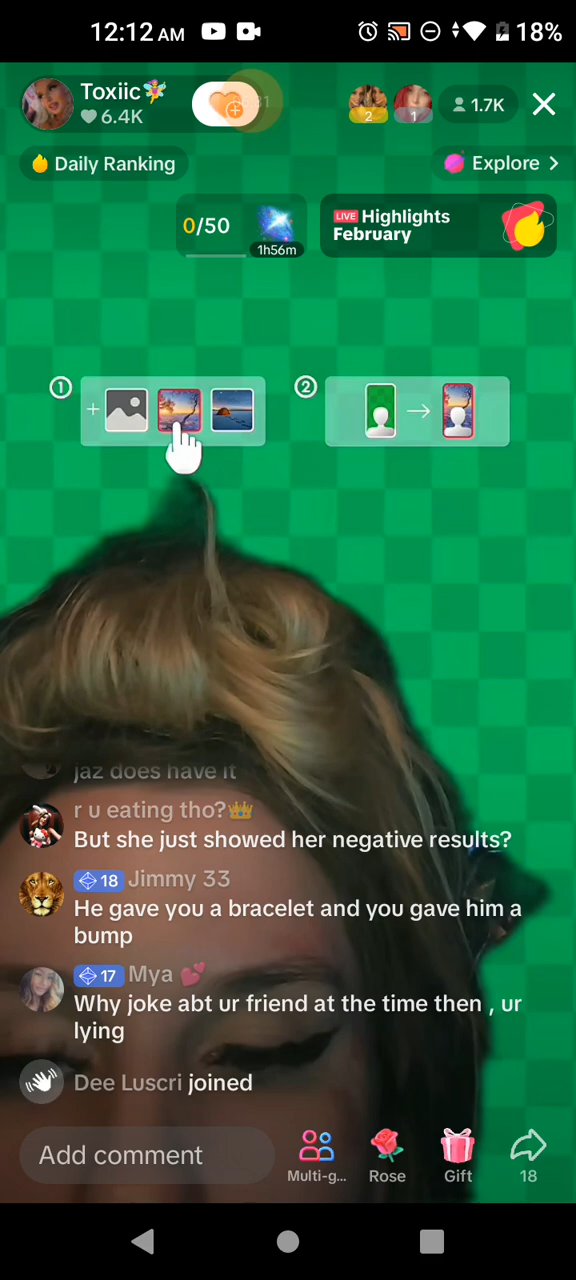 12:12 AM
18%
Toxiic🧚
6.4K
2
1
1.7K
Daily Ranking
Explore >
0/50
1h56m
LIVE Highlights
February
1
2
jaz does have it
r u eating tho?👑
But she just showed her negative results?
18 Jimmy 33
He gave you a bracelet and you gave him a
bump
17 Mya 💕
Why joke abt ur friend at the time then , ur
lying
Dee Luscri joined
Add comment
Multi-g...
Rose
Gift
18